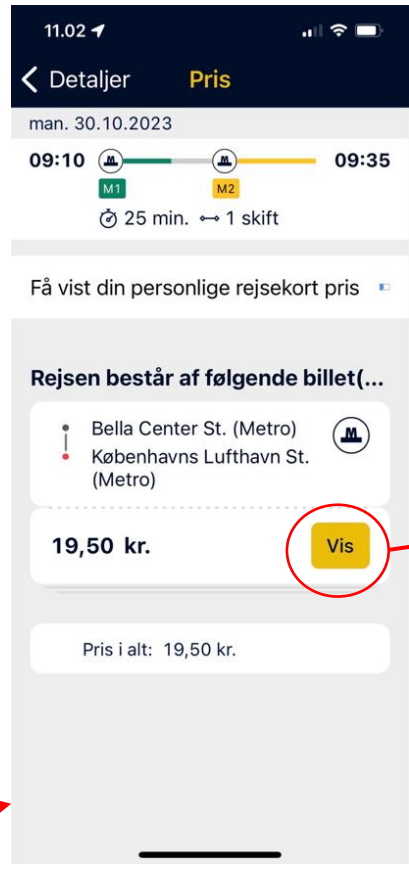 11.02
Detaljer Pris
man. 30.10.2023
09:10 09:35
M1 M2
25 min. 1 skift
Få vist din personlige rejsekort pris
Rejsen består af følgende billet(...
Bella Center St. (Metro)
Københavns Lufthavn St.
(Metro)
19,50 kr. Vis
Pris i alt: 19,50 kr.